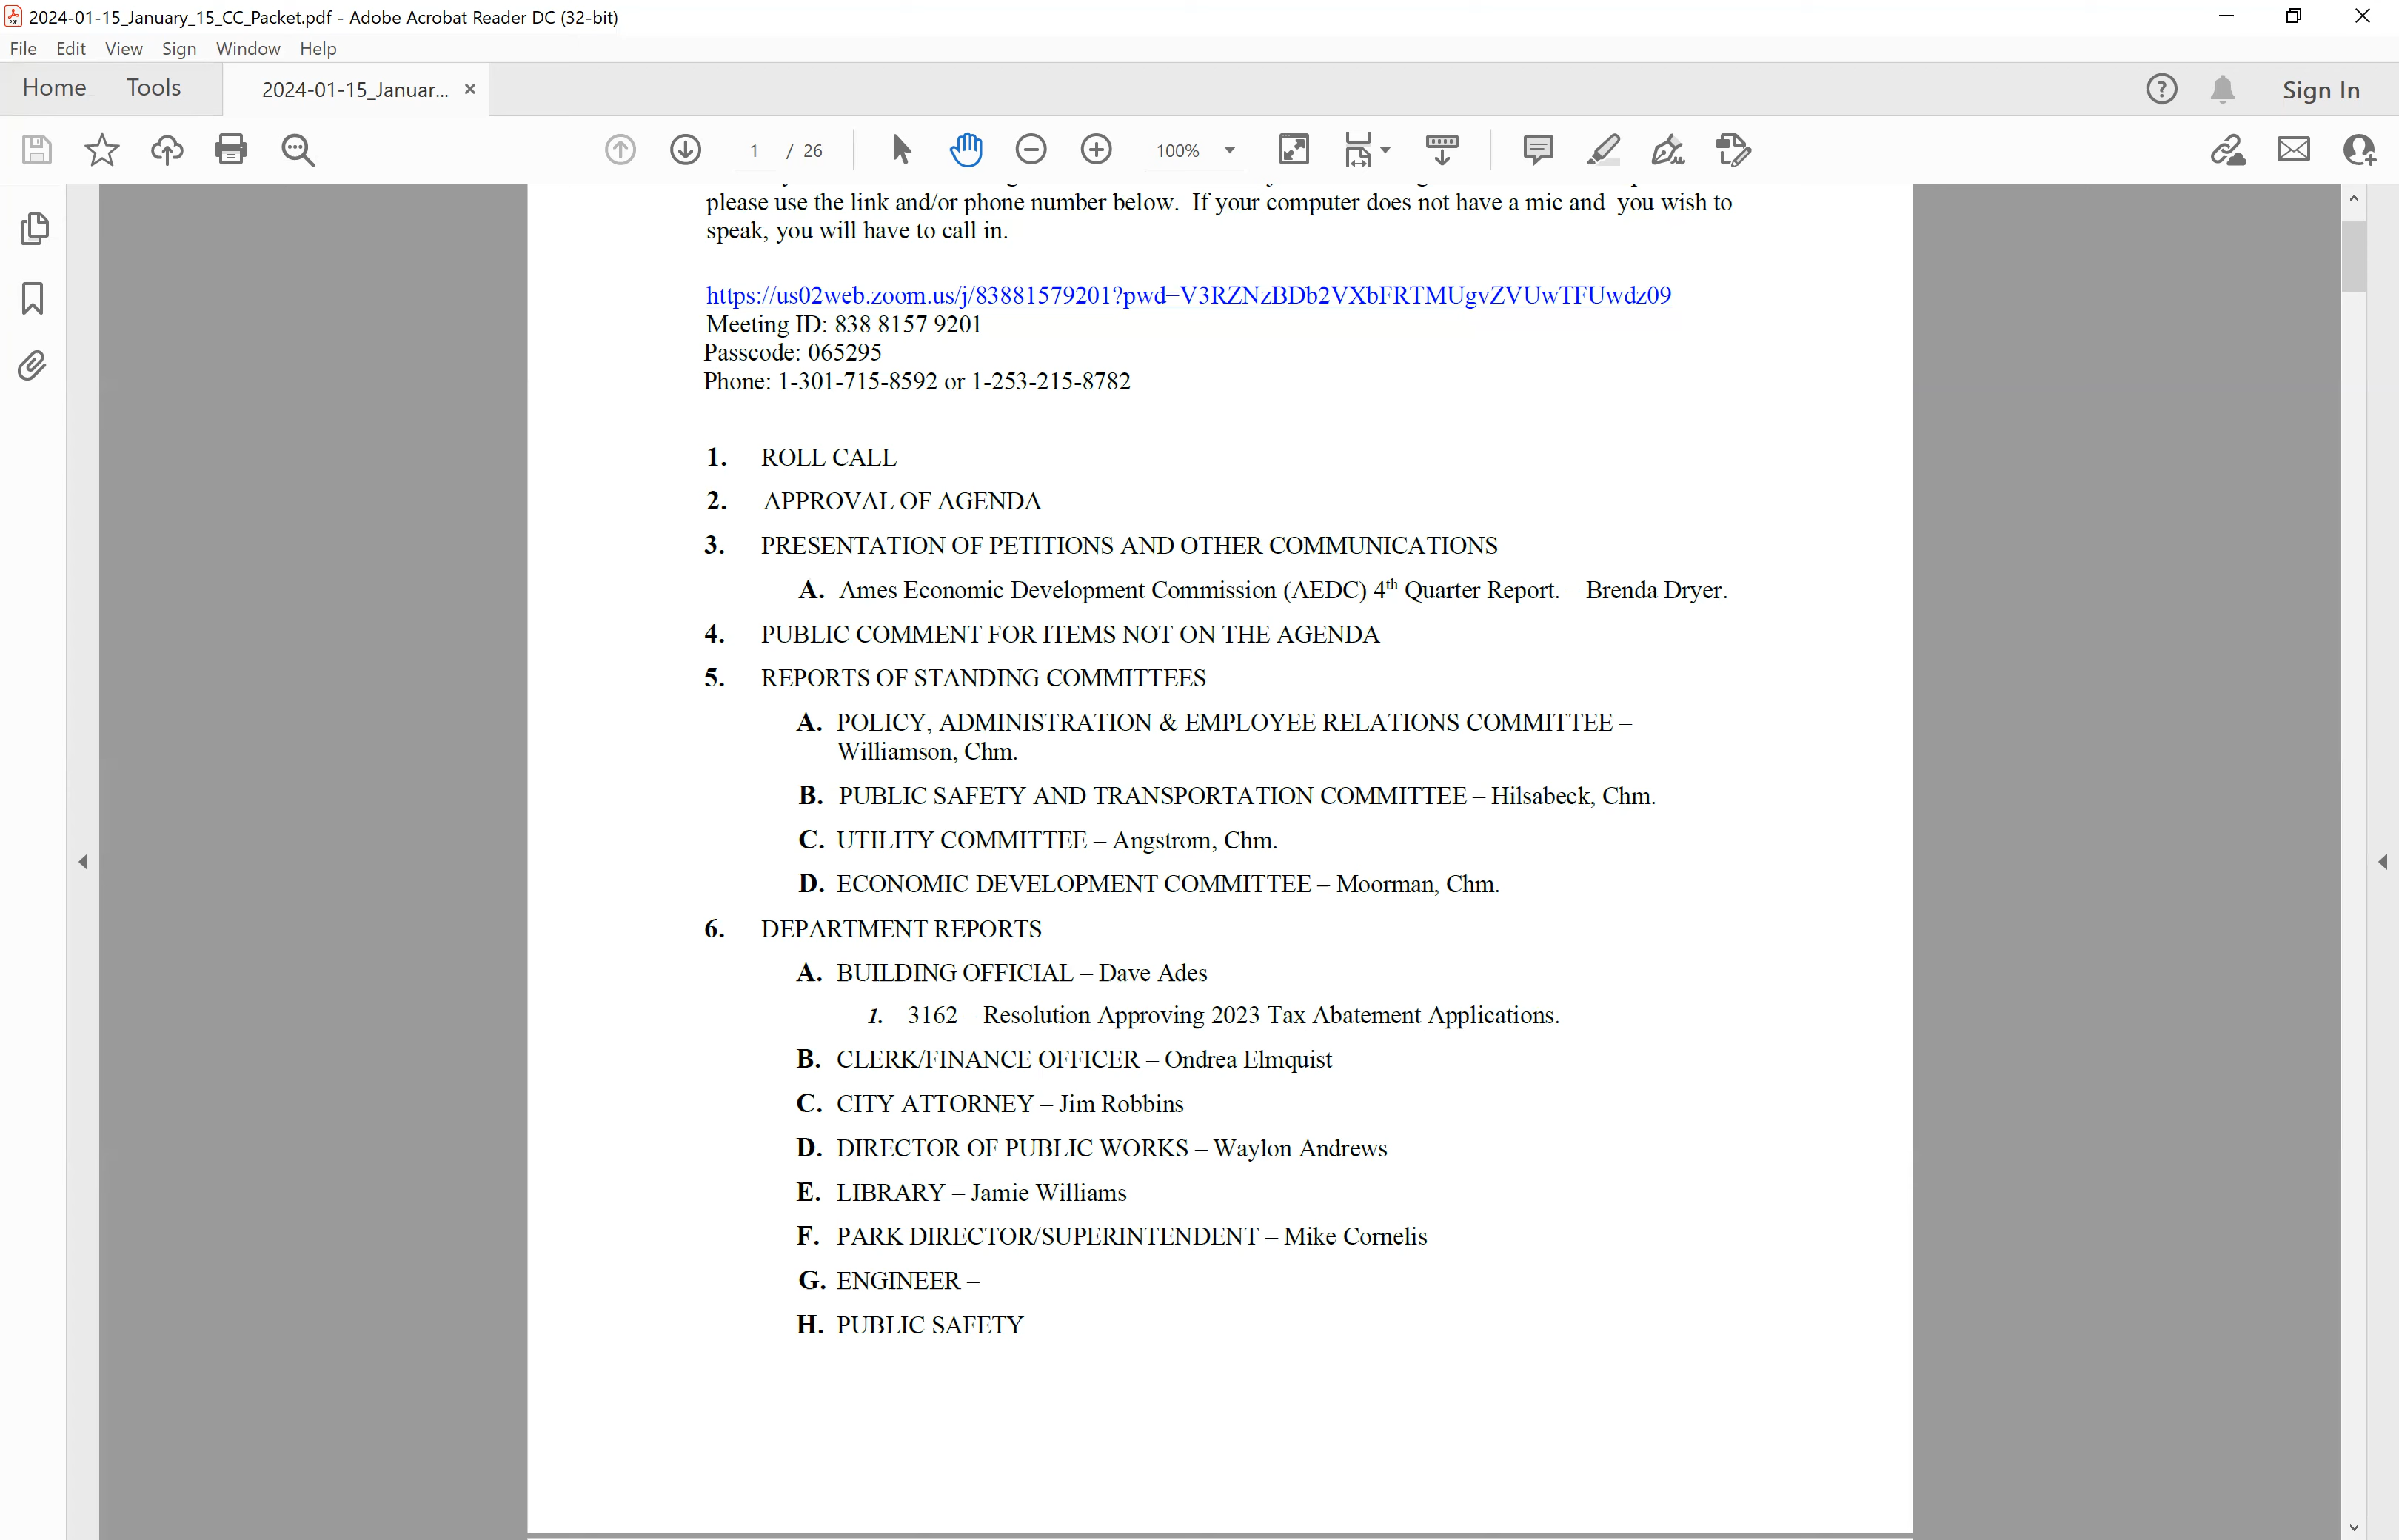 2024-01-15_January_15_CC_Packet.pdf - Adobe Acrobat Reader DC (32-bit)
File Edit View Sign Window Help
Home Tools 2024-01-15_Januar... × Sign In
1 / 26 100%
please use the link and/or phone number below. If your computer does not have a mic and you wish to
speak, you will have to call in.
https://us02web.zoom.us/j/83881579201?pwd=V3RZNzBDb2VXbFRTMUgvZVUwTFUwdz09
Meeting ID: 838 8157 9201
Passcode: 065295
Phone: 1-301-715-8592 or 1-253-215-8782
1. ROLL CALL
2. APPROVAL OF AGENDA
3. PRESENTATION OF PETITIONS AND OTHER COMMUNICATIONS
A. Ames Economic Development Commission (AEDC) 4th Quarter Report. – Brenda Dryer.
4. PUBLIC COMMENT FOR ITEMS NOT ON THE AGENDA
5. REPORTS OF STANDING COMMITTEES
A. POLICY, ADMINISTRATION & EMPLOYEE RELATIONS COMMITTEE –
Williamson, Chm.
B. PUBLIC SAFETY AND TRANSPORTATION COMMITTEE – Hilsabeck, Chm.
C. UTILITY COMMITTEE – Angstrom, Chm.
D. ECONOMIC DEVELOPMENT COMMITTEE – Moorman, Chm.
6. DEPARTMENT REPORTS
A. BUILDING OFFICIAL – Dave Ades
1. 3162 – Resolution Approving 2023 Tax Abatement Applications.
B. CLERK/FINANCE OFFICER – Ondrea Elmquist
C. CITY ATTORNEY – Jim Robbins
D. DIRECTOR OF PUBLIC WORKS – Waylon Andrews
E. LIBRARY – Jamie Williams
F. PARK DIRECTOR/SUPERINTENDENT – Mike Cornelis
G. ENGINEER –
H. PUBLIC SAFETY